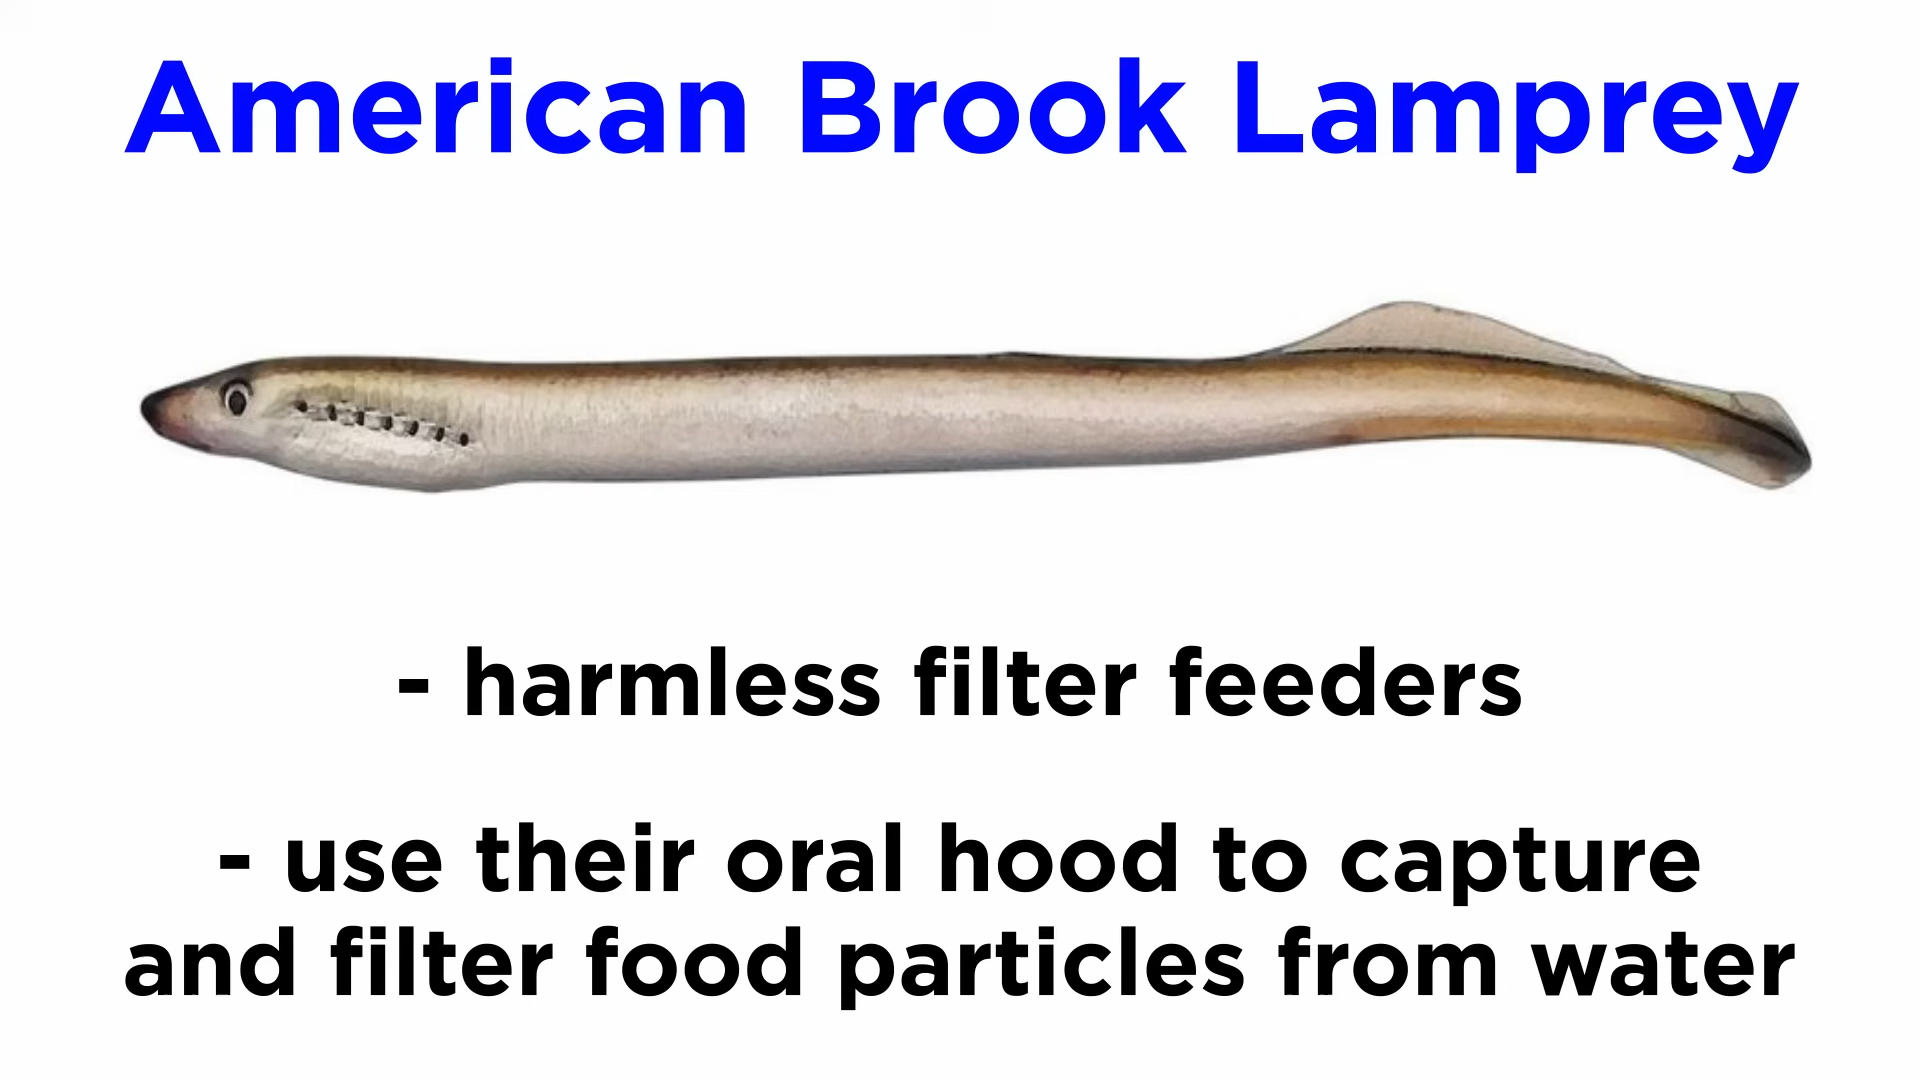 American Brook Lamprey
- harmless filter feeders
- use their oral hood to capture
and filter food particles from water